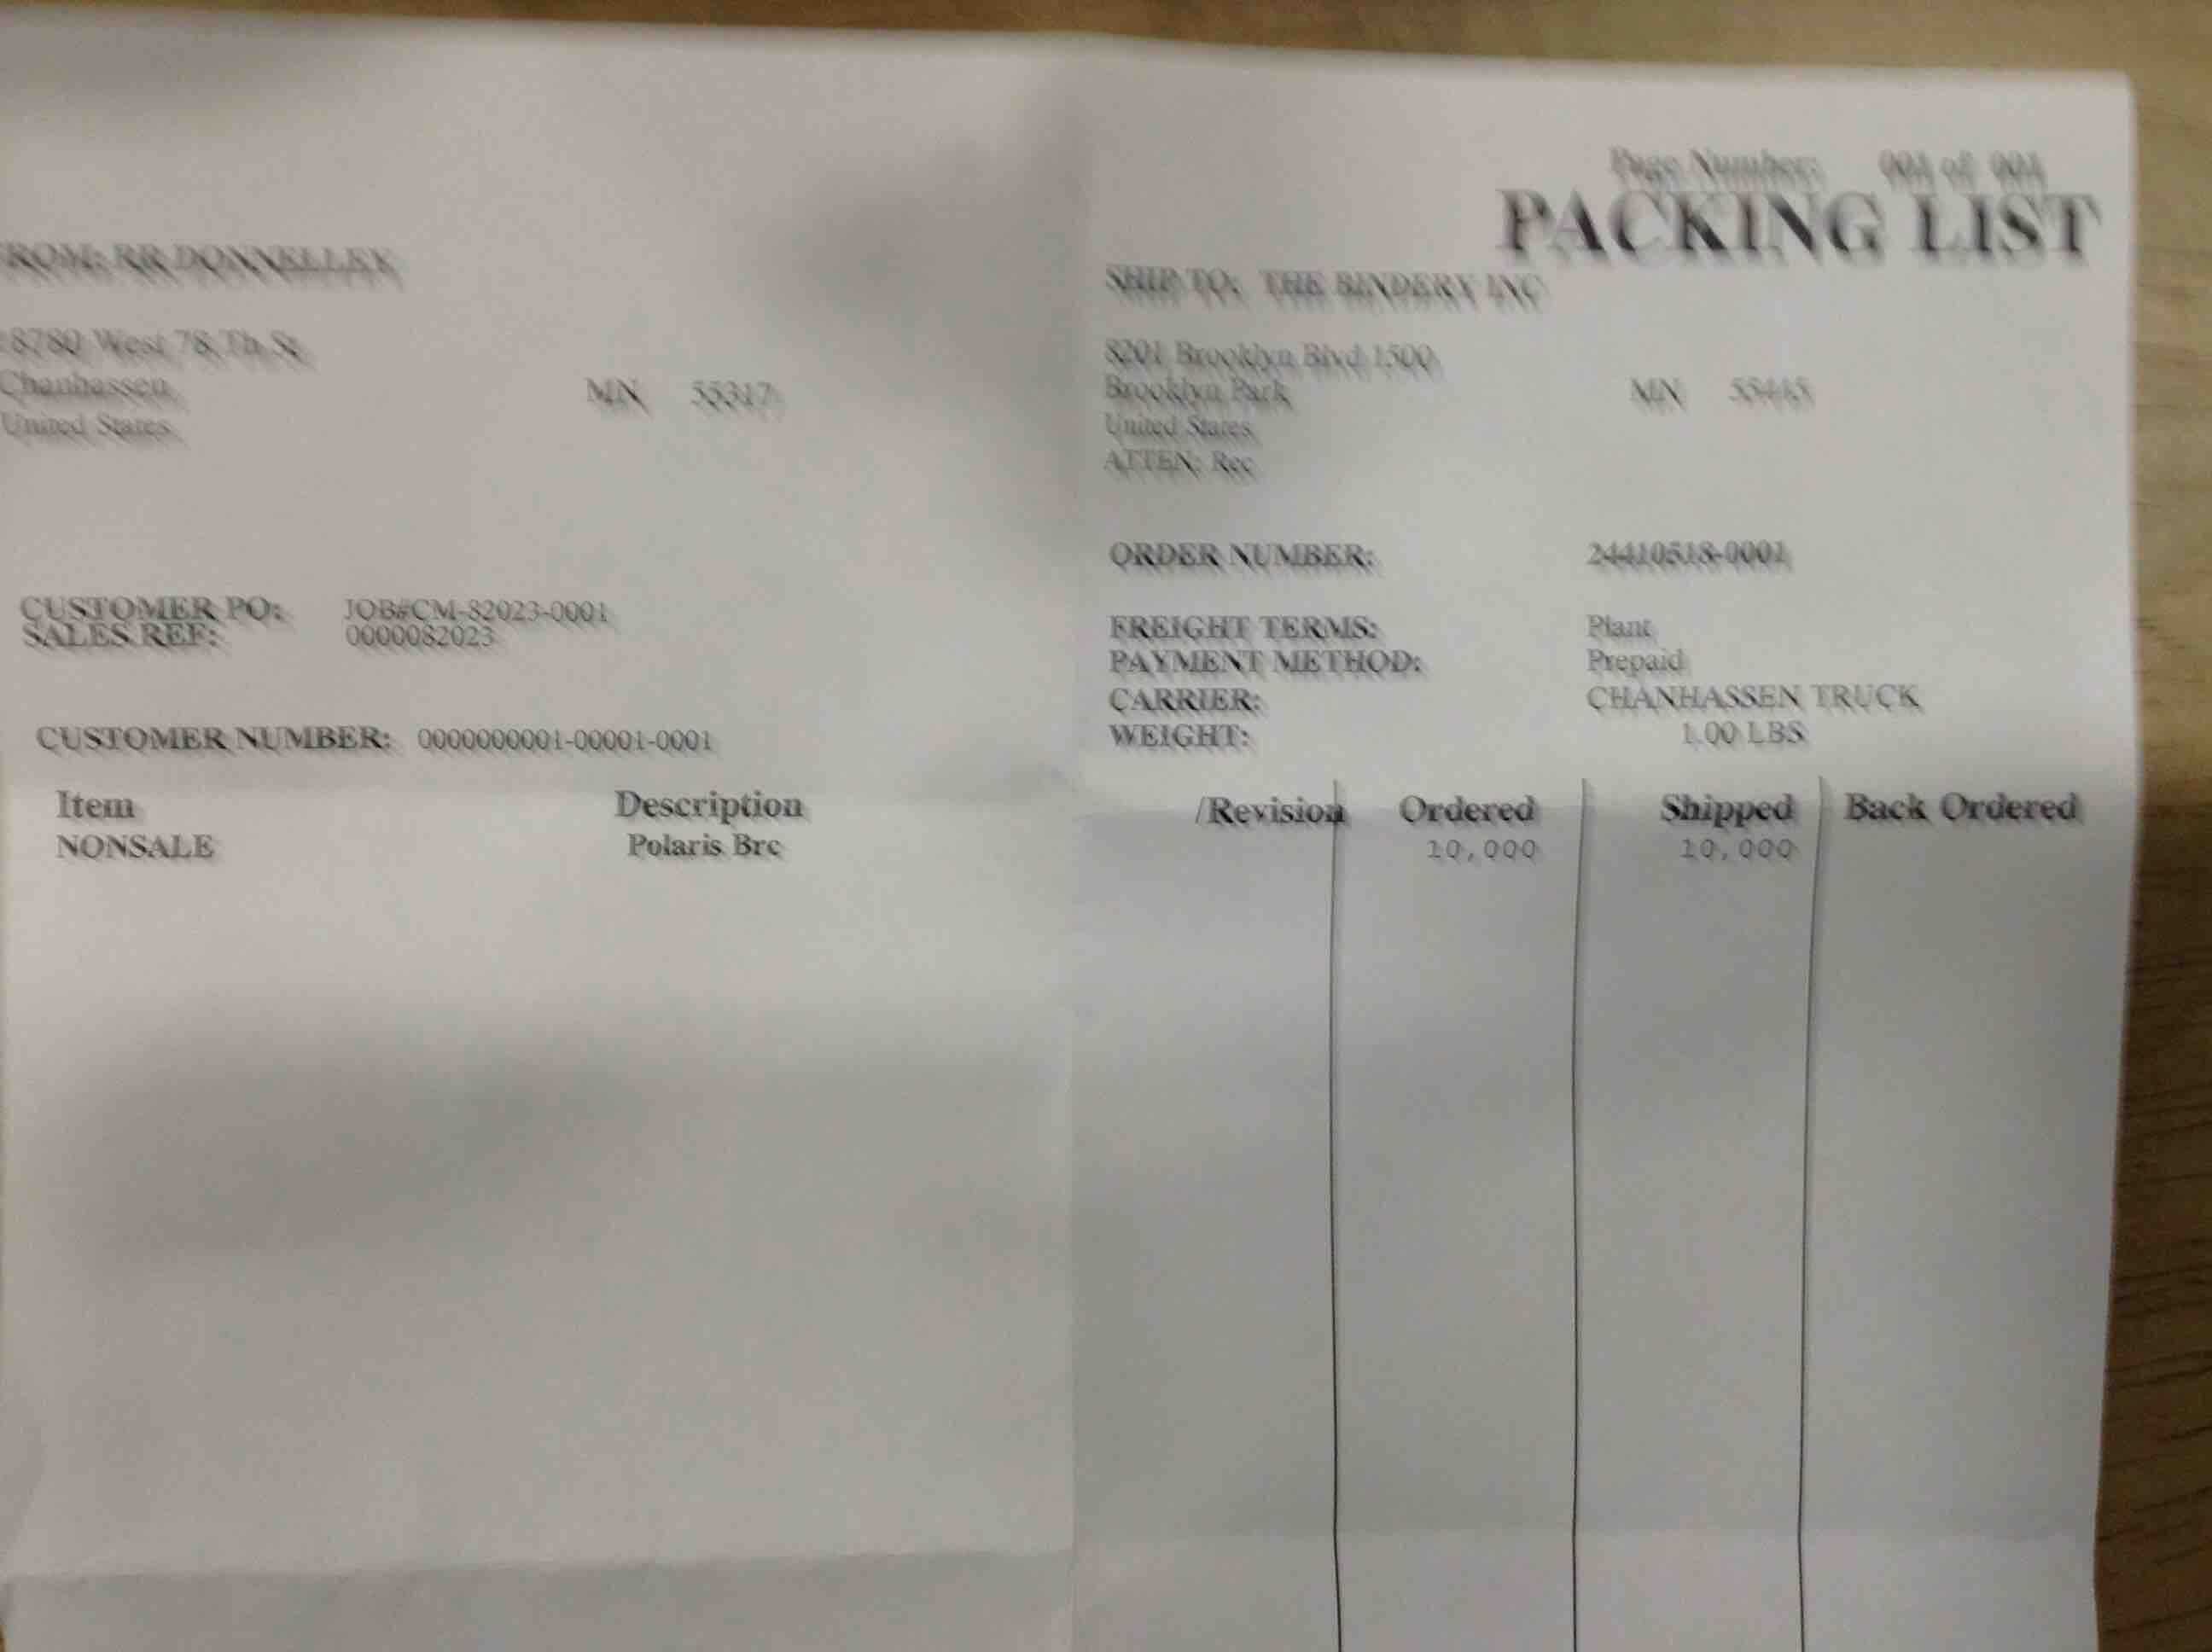 Page Number: 001 of 001
PACKING LIST
ROM: RR DONNELLEY
SHIP TO: THE BINDERY INC
18780 West 78 Th St
Chanhassen MN 55317
United States
8201 Brooklyn Blvd 1500
Brooklyn Park MN 55445
United States
ATTEN: Rec
ORDER NUMBER: 24410518-0001
CUSTOMER PO: JOB#CM-82023-0001
SALES REF: 0000082023
FREIGHT TERMS: Plant
PAYMENT METHOD: Prepaid
CARRIER: CHANHASSEN TRUCK
WEIGHT: 1.00 LBS
CUSTOMER NUMBER: 0000000001-00001-0001
Item Description /Revision Ordered Shipped Back Ordered
NONSALE Polaris Brc 10,000 10,000